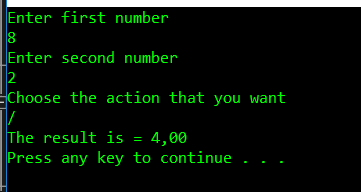 Enter first number
8
Enter second number
2
Choose the action that you want
/
The result is = 4,00
Press any key to continue . . .